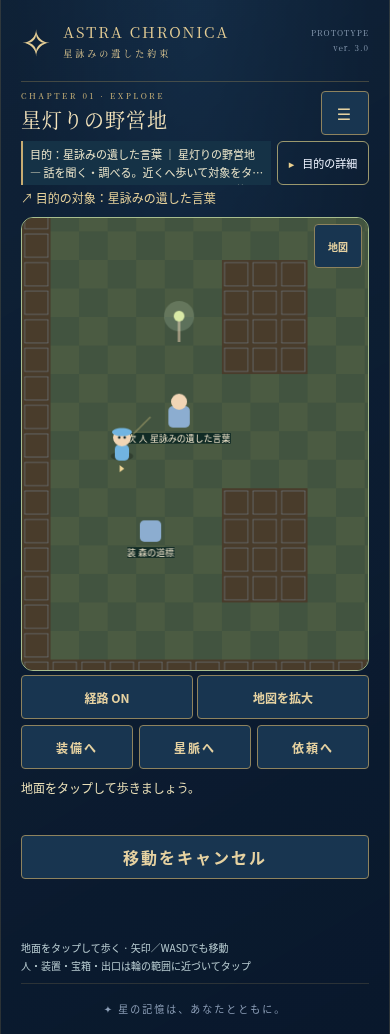 ASTRA CHRONICA
星詠みの遺した約束
PROTOTYPE
ver. 3.0
CHAPTER 01 · EXPLORE
星灯りの野営地
☰
目的：星詠みの遺した言葉 ｜ 星灯りの野営地
— 話を聞く・調べる。近くへ歩いて対象をタ…
▸ 目的の詳細
↗ 目的の対象：星詠みの遺した言葉
地図
次 人 星詠みの遺した言葉
装 森の道標
経路 ON
地図を拡大
装備へ
星脈へ
依頼へ
地面をタップして歩きましょう。
移動をキャンセル
地面をタップして歩く · 矢印／WASDでも移動
人・装置・宝箱・出口は輪の範囲に近づいてタップ
✦ 星の記憶は、あなたとともに。